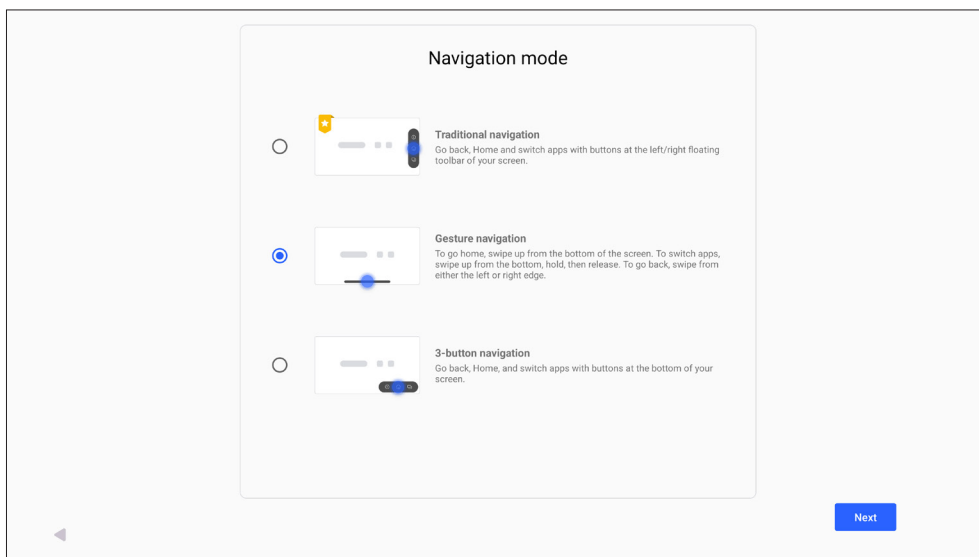 Navigation mode
Traditional navigation
Go back, Home and switch apps with buttons at the left/right floating
toolbar of your screen.
Gesture navigation
To go home, swipe up from the bottom of the screen. To switch apps,
swipe up from the bottom, hold, then release. To go back, swipe from
either the left or right edge.
3-button navigation
Go back, Home, and switch apps with buttons at the bottom of your
screen.
Next